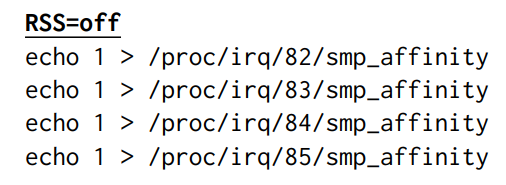 RSS=off
echo 1 > /proc/irq/82/smp_affinity
echo 1 > /proc/irq/83/smp_affinity
echo 1 > /proc/irq/84/smp_affinity
echo 1 > /proc/irq/85/smp_affinity